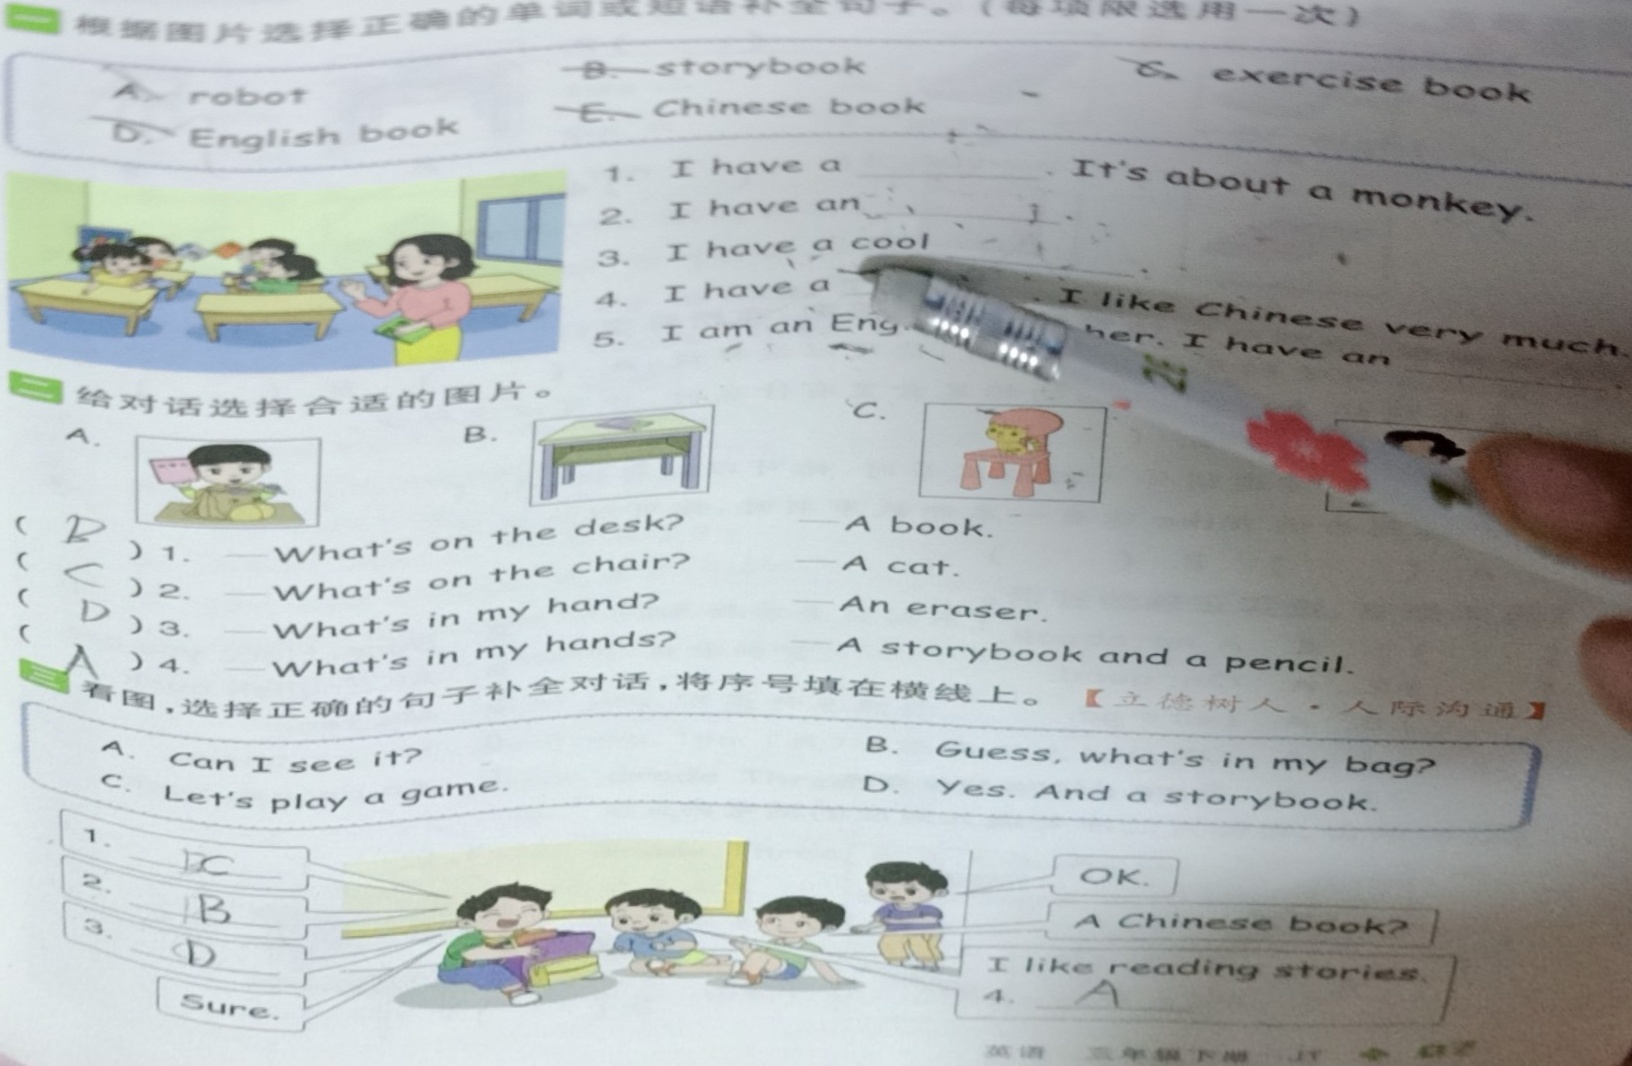 一 根据图片选择正确的单词或短语补全句子。(每项限选用一次)
A. robot B. storybook C. exercise book
D. English book E. Chinese book
1. I have a ________. It's about a monkey.
2. I have an ________.
3. I have a cool ________.
4. I have a ________. I like Chinese very much.
5. I am an Eng her. I have an ________.
二 给对话选择合适的图片。
A. B. C.
( B ) 1. —What's on the desk? —A book.
( C ) 2. —What's on the chair? —A cat.
( D ) 3. —What's in my hand? —An eraser.
( A ) 4. —What's in my hands? —A storybook and a pencil.
三 看图,选择正确的句子补全对话,将序号填在横线上。【立德树人·人际沟通】
A. Can I see it? B. Guess, what's in my bag?
C. Let's play a game. D. Yes. And a storybook.
1. C
2. B
3. D
Sure.
OK.
A Chinese book?
I like reading stories.
4. A
英语 三年级下册 JT